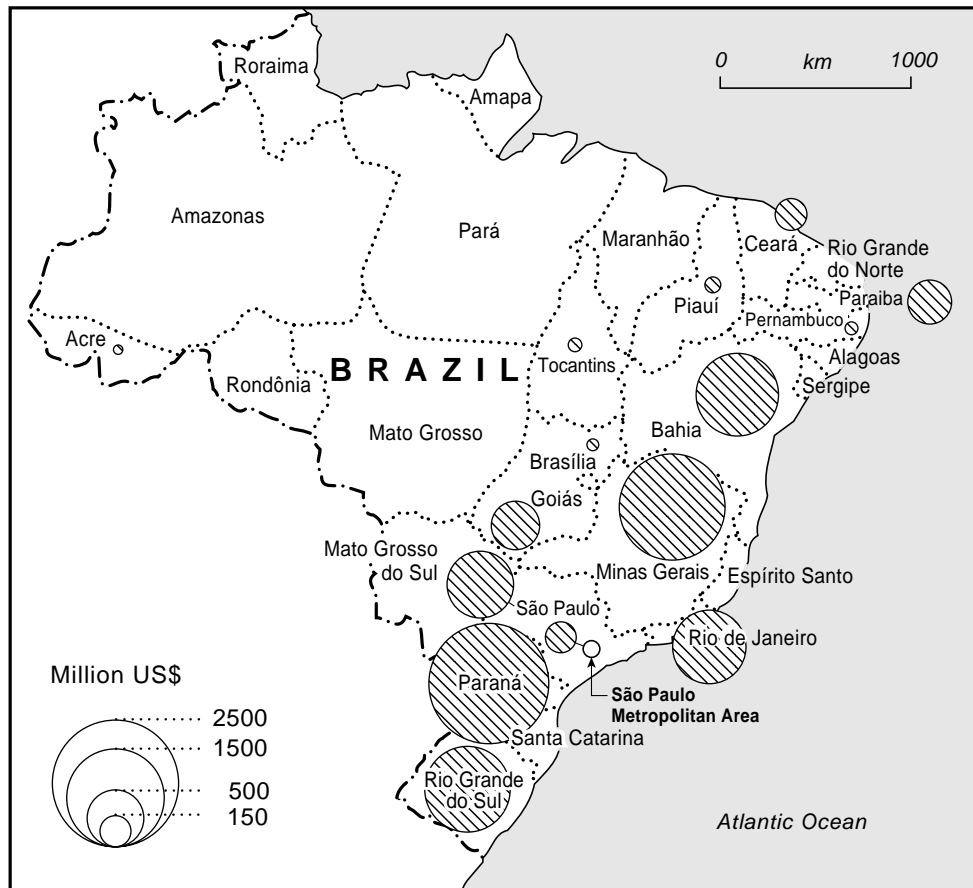 Roraima
0 km 1000
Amapa
Amazonas
Pará
Maranhão
Ceará
Rio Grande
do Norte
Piauí
Paraiba
Pernambuco
Acre
Tocantins
Alagoas
BRAZIL
Rondônia
Sergipe
Mato Grosso
Bahia
Brasília
Goiás
Mato Grosso
do Sul
Minas Gerais
Espírito Santo
São Paulo
Rio de Janeiro
Million US$
Paraná
São Paulo
Metropolitan Area
2500
Santa Catarina
1500
Rio Grande
do Sul
500
150
Atlantic Ocean